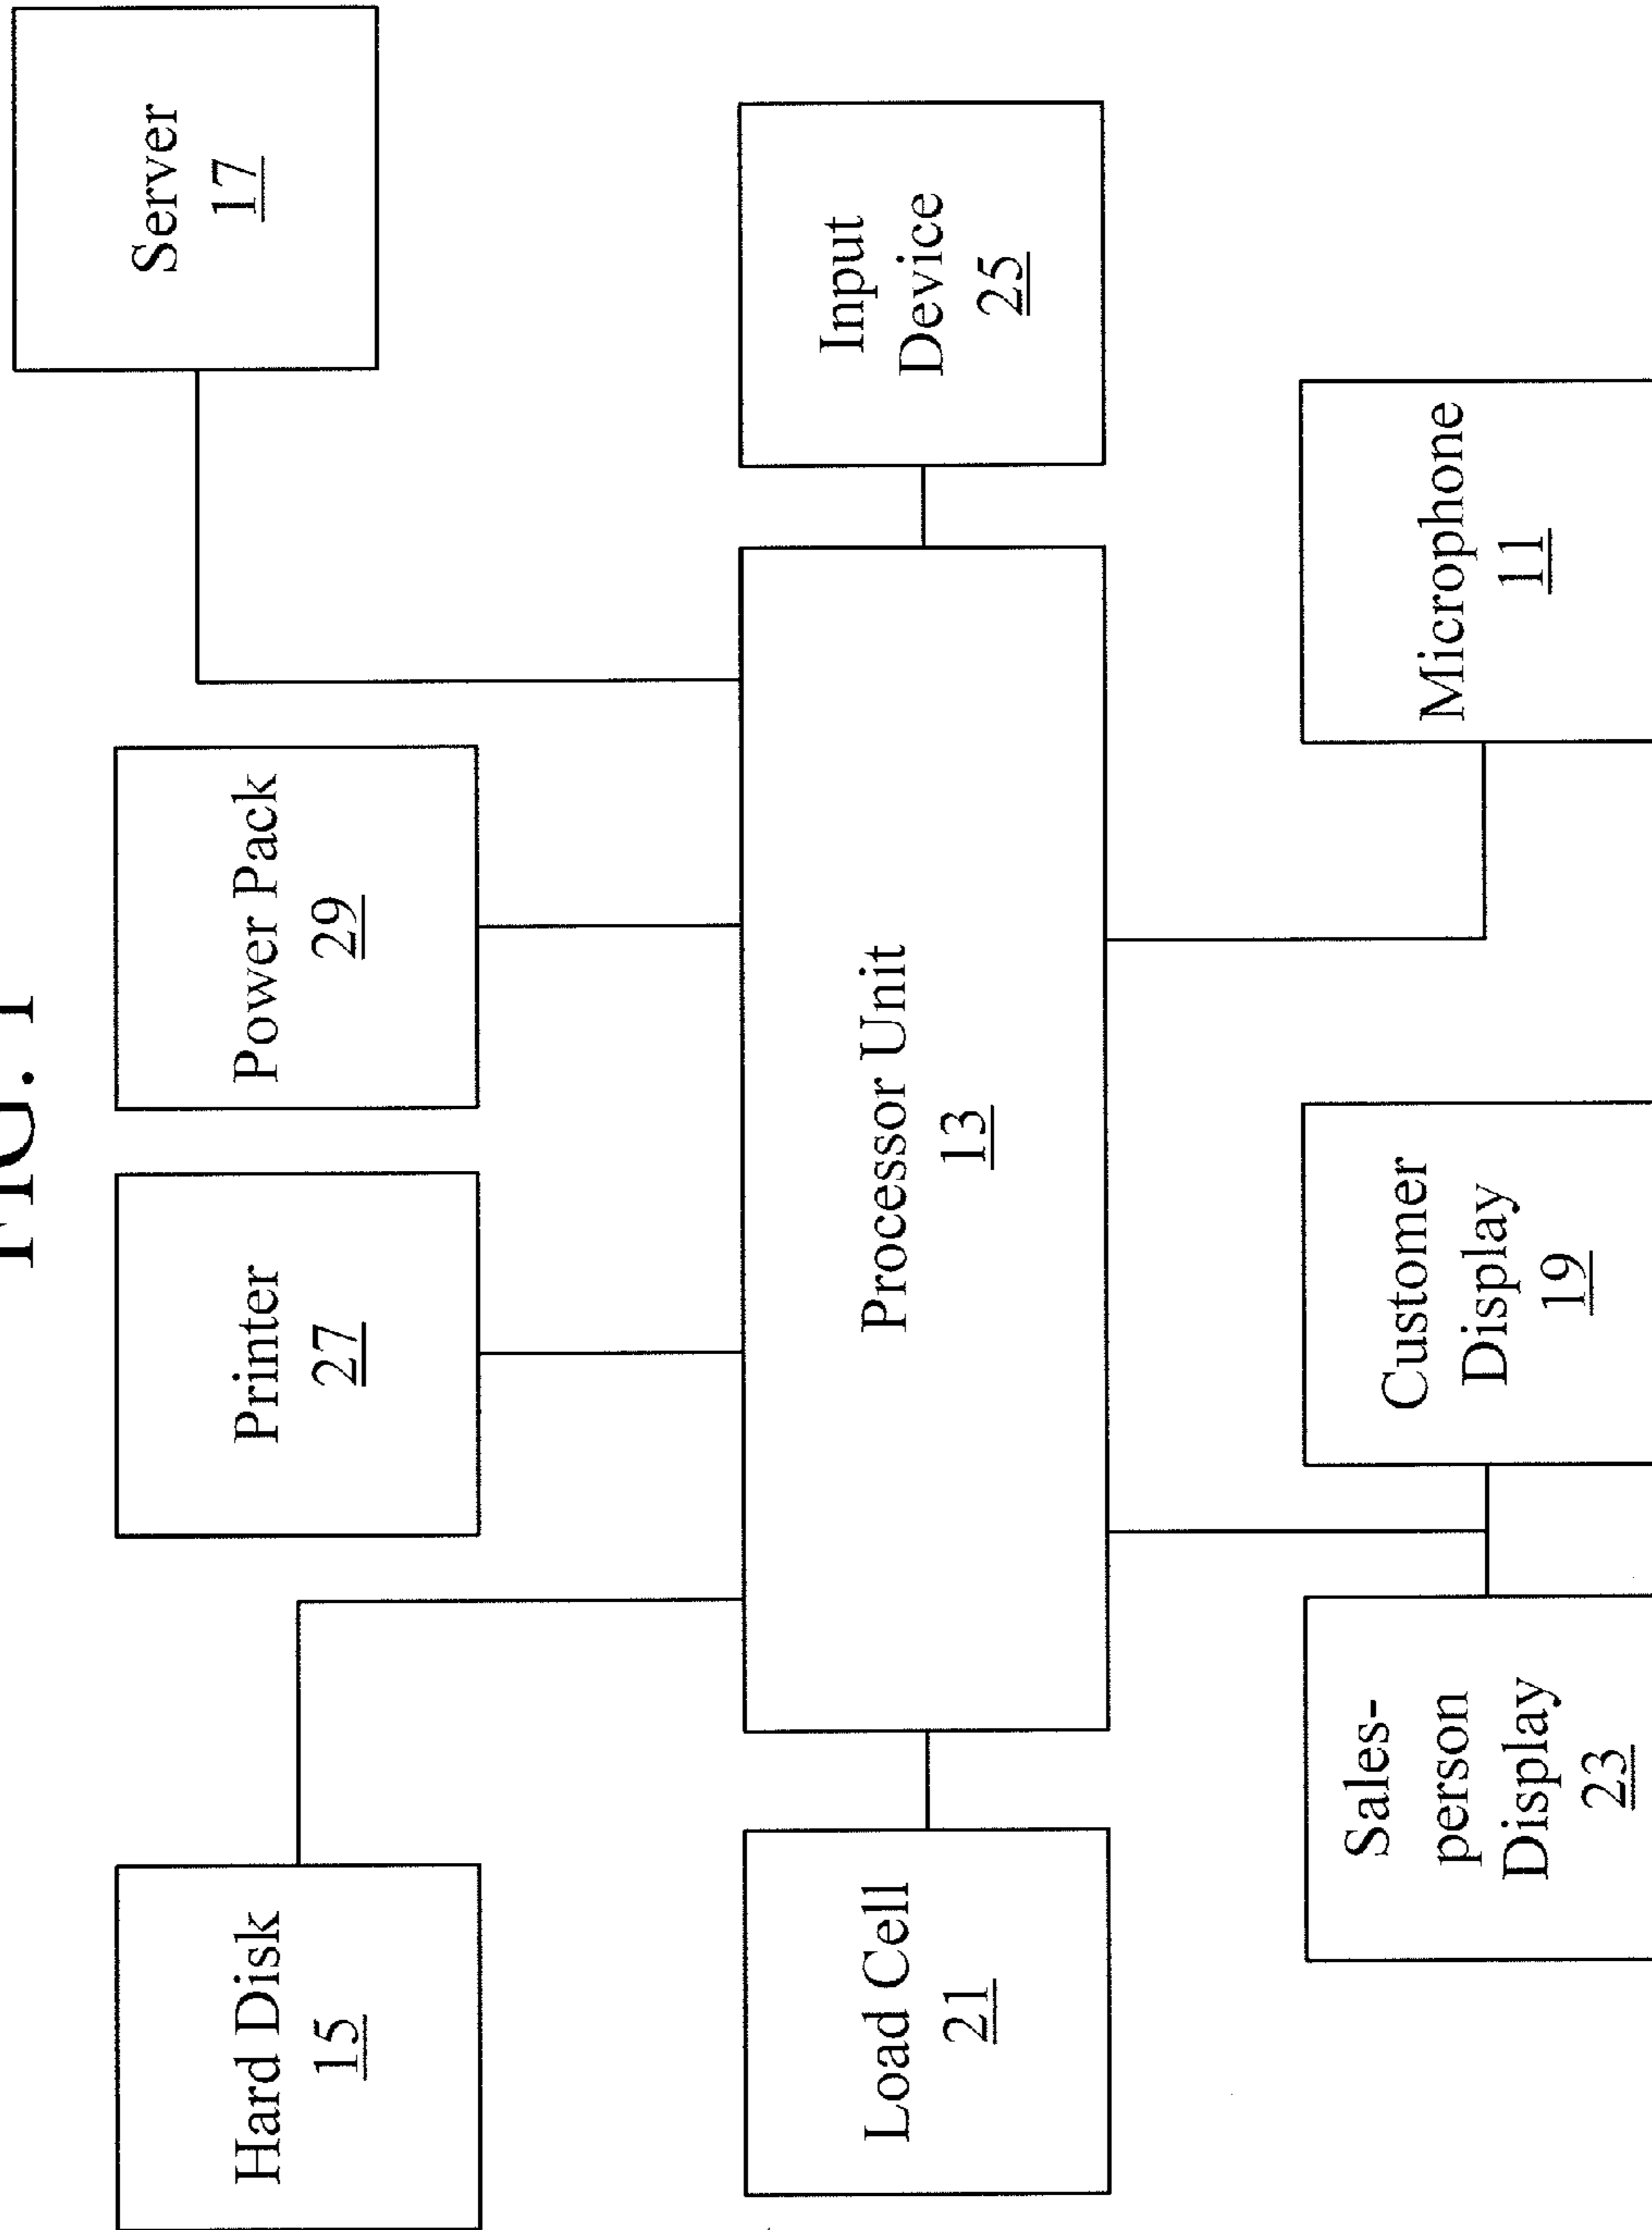 FIG. 1
Hard Disk
15
Printer
27
Power Pack
29
Server
17
Load Cell
21
Processor Unit
13
Input
Device
25
Sales-
person
Display
23
Customer
Display
19
Microphone
11